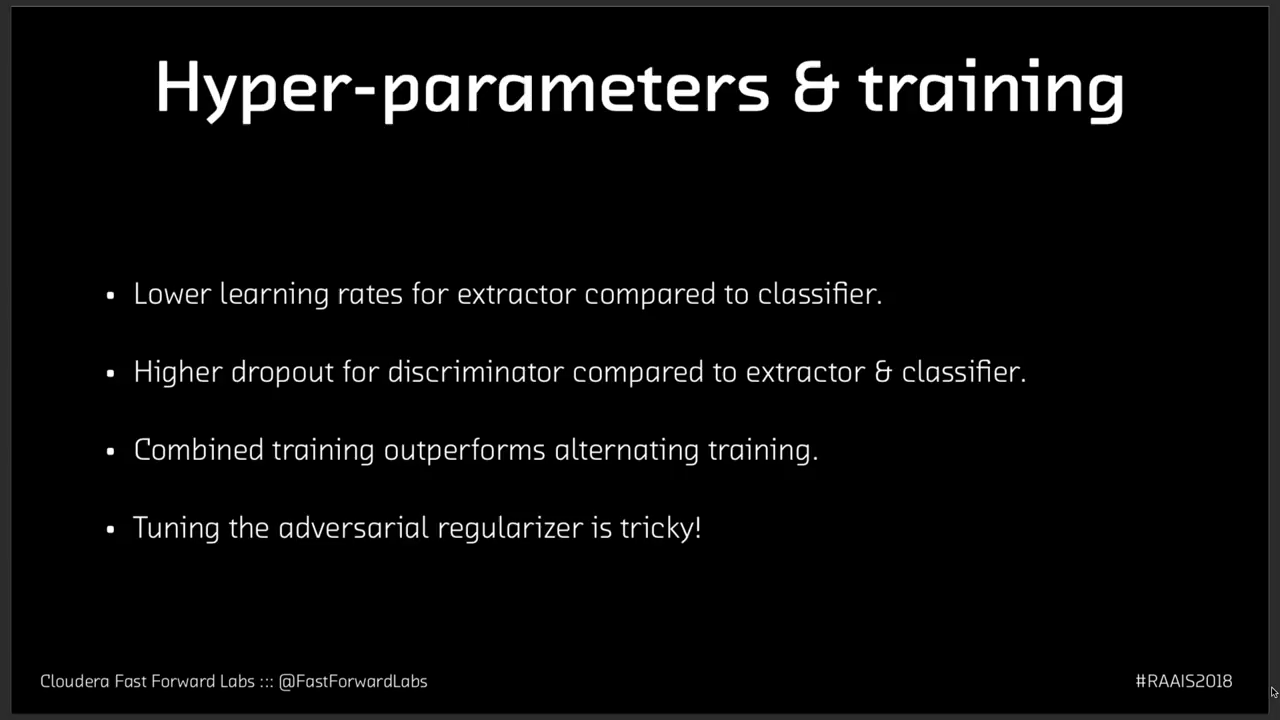 Hyper-parameters & training
• Lower learning rates for extractor compared to classifier.
• Higher dropout for discriminator compared to extractor & classifier.
• Combined training outperforms alternating training.
• Tuning the adversarial regularizer is tricky!
Cloudera Fast Forward Labs ::: @FastForwardLabs
#RAAIS2018